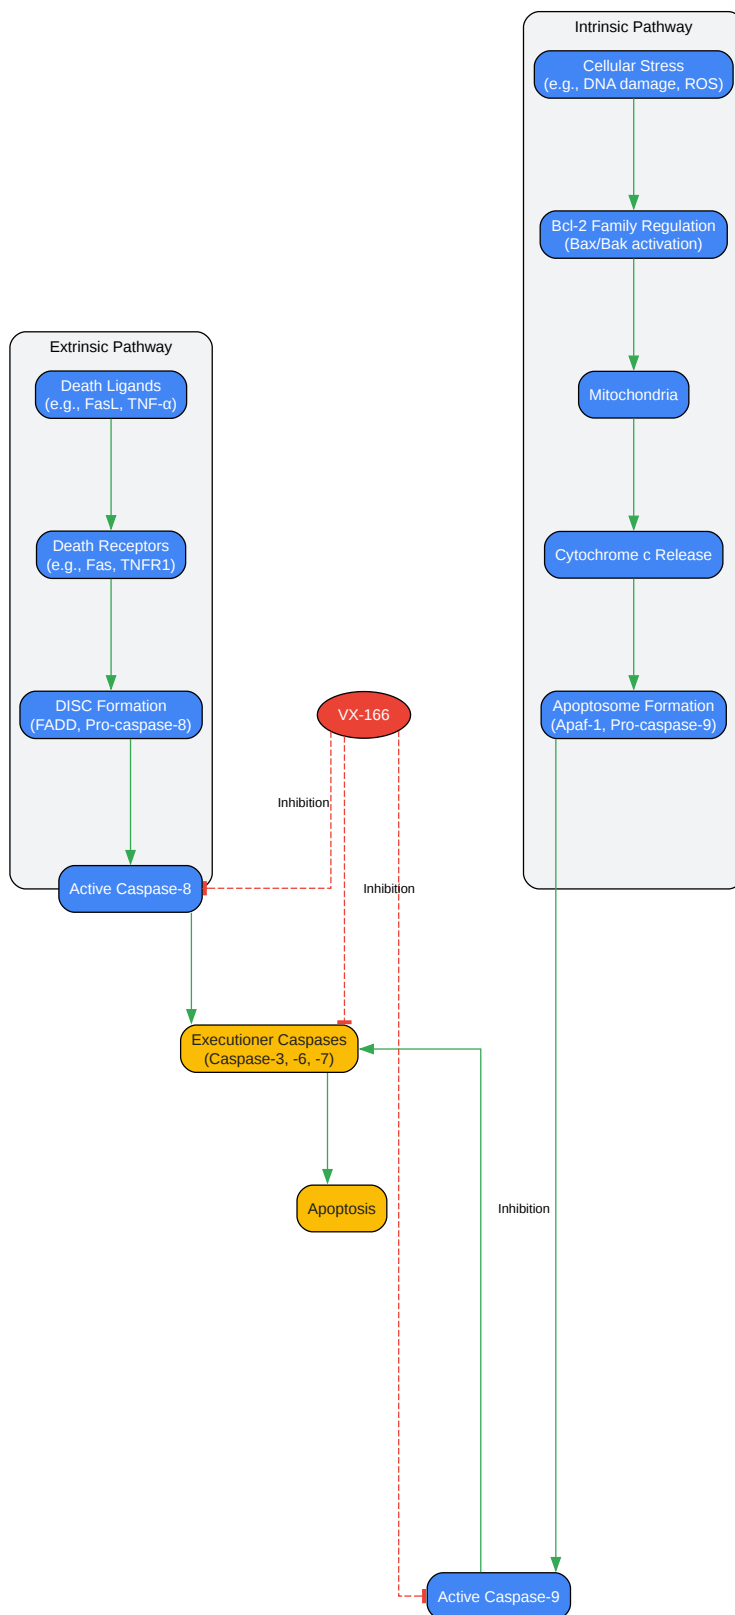 Intrinsic Pathway
Cellular Stress
(e.g., DNA damage, ROS)
Bcl-2 Family Regulation
(Bax/Bak activation)
Mitochondria
Cytochrome c Release
Apoptosome Formation
(Apaf-1, Pro-caspase-9)
Extrinsic Pathway
Death Ligands
(e.g., FasL, TNF-α)
Death Receptors
(e.g., Fas, TNFR1)
DISC Formation
(FADD, Pro-caspase-8)
VX-166
Inhibition
Active Caspase-8
Inhibition
Executioner Caspases
(Caspase-3, -6, -7)
Apoptosis
Inhibition
Active Caspase-9